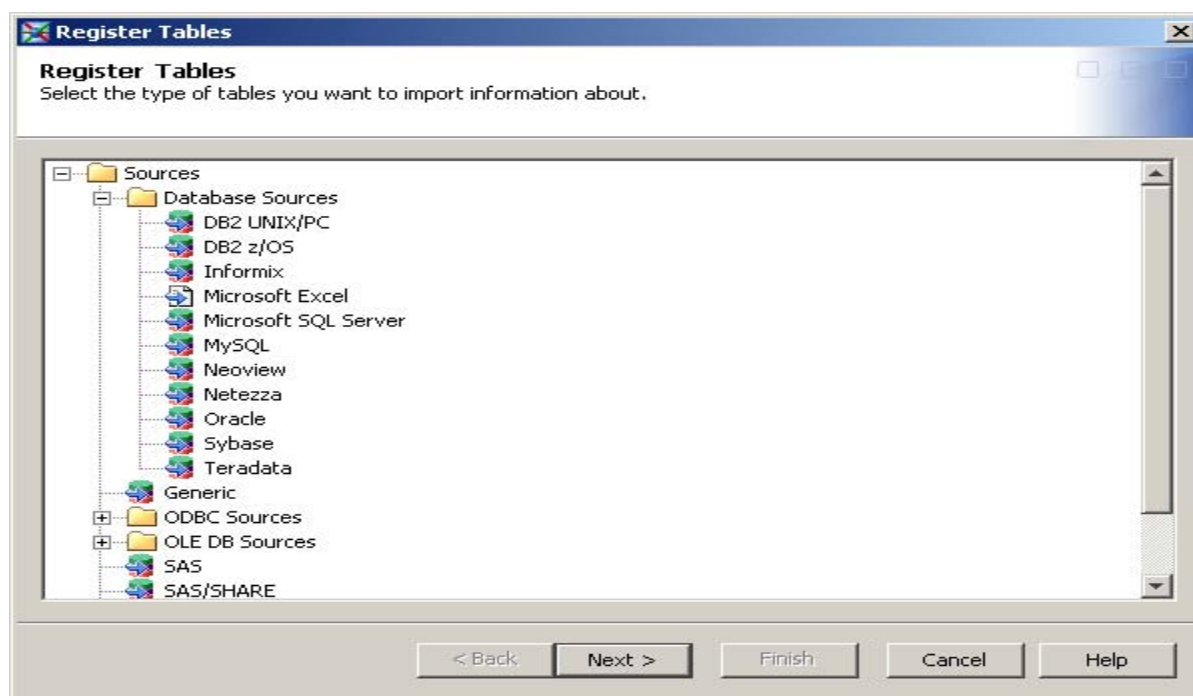 Register Tables
Register Tables
Select the type of tables you want to import information about.
Sources
Database Sources
DB2 UNIX/PC
DB2 z/OS
Informix
Microsoft Excel
Microsoft SQL Server
MySQL
Neoview
Netezza
Oracle
Sybase
Teradata
Generic
ODBC Sources
OLE DB Sources
SAS
SAS/SHARE
< Back Next > Finish Cancel Help